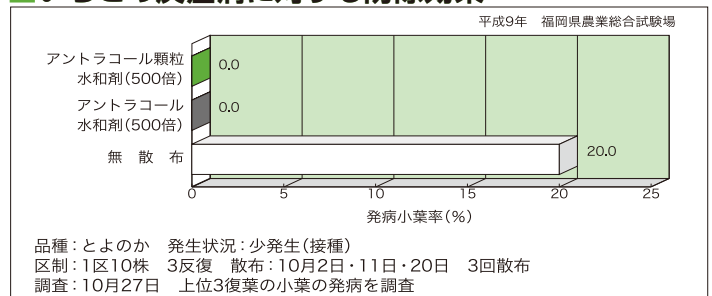 平成9年 福岡県農業総合試験場
アントラコール顆粒
水和剤(500倍)
0.0
アントラコール
水和剤(500倍)
0.0
無散布
20.0
0 5 10 15 20 25
発病小葉率(%)
品種：とよのか 発生状況：少発生(接種)
区制：1区10株 3反復 散布：10月2日・11日・20日 3回散布
調査：10月27日 上位3複葉の小葉の発病を調査